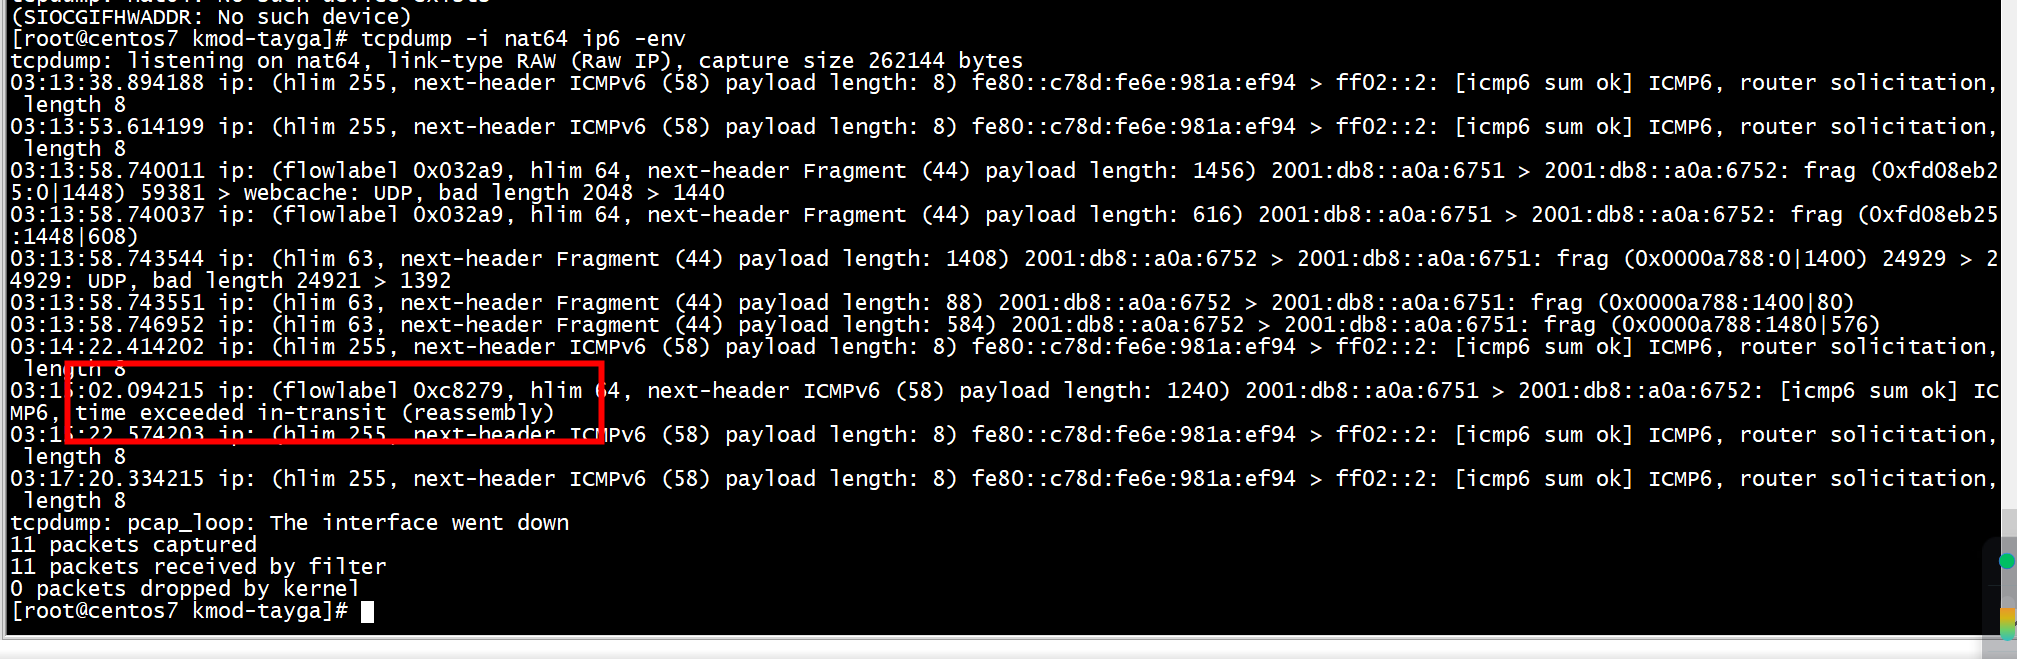 (SIOCGIFHWADDR: No such device)
[root@centos7 kmod-tayga]# tcpdump -i nat64 ip6 -env
tcpdump: listening on nat64, link-type RAW (Raw IP), capture size 262144 bytes
03:13:38.894188 ip: (hlim 255, next-header ICMPv6 (58) payload length: 8) fe80::c78d:fe6e:981a:ef94 > ff02::2: [icmp6 sum ok] ICMP6, router solicitation,
 length 8
03:13:53.614199 ip: (hlim 255, next-header ICMPv6 (58) payload length: 8) fe80::c78d:fe6e:981a:ef94 > ff02::2: [icmp6 sum ok] ICMP6, router solicitation,
 length 8
03:13:58.740011 ip: (flowlabel 0x032a9, hlim 64, next-header Fragment (44) payload length: 1456) 2001:db8::a0a:6751 > 2001:db8::a0a:6752: frag (0xfd08eb2
5:0|1448) 59381 > webcache: UDP, bad length 2048 > 1440
03:13:58.740037 ip: (flowlabel 0x032a9, hlim 64, next-header Fragment (44) payload length: 616) 2001:db8::a0a:6751 > 2001:db8::a0a:6752: frag (0xfd08eb25
:1448|608)
03:13:58.743544 ip: (hlim 63, next-header Fragment (44) payload length: 1408) 2001:db8::a0a:6752 > 2001:db8::a0a:6751: frag (0x0000a788:0|1400) 24929 > 2
4929: UDP, bad length 24921 > 1392
03:13:58.743551 ip: (hlim 63, next-header Fragment (44) payload length: 88) 2001:db8::a0a:6752 > 2001:db8::a0a:6751: frag (0x0000a788:1400|80)
03:13:58.746952 ip: (hlim 63, next-header Fragment (44) payload length: 584) 2001:db8::a0a:6752 > 2001:db8::a0a:6751: frag (0x0000a788:1480|576)
03:14:22.414202 ip: (hlim 255, next-header ICMPv6 (58) payload length: 8) fe80::c78d:fe6e:981a:ef94 > ff02::2: [icmp6 sum ok] ICMP6, router solicitation,
 length 8
03:15:02.094215 ip: (flowlabel 0xc8279, hlim 64, next-header ICMPv6 (58) payload length: 1240) 2001:db8::a0a:6751 > 2001:db8::a0a:6752: [icmp6 sum ok] IC
MP6, time exceeded in-transit (reassembly)
03:15:22.574203 ip: (hlim 255, next-header ICMPv6 (58) payload length: 8) fe80::c78d:fe6e:981a:ef94 > ff02::2: [icmp6 sum ok] ICMP6, router solicitation,
 length 8
03:17:20.334215 ip: (hlim 255, next-header ICMPv6 (58) payload length: 8) fe80::c78d:fe6e:981a:ef94 > ff02::2: [icmp6 sum ok] ICMP6, router solicitation,
 length 8
tcpdump: pcap_loop: The interface went down
11 packets captured
11 packets received by filter
0 packets dropped by kernel
[root@centos7 kmod-tayga]#